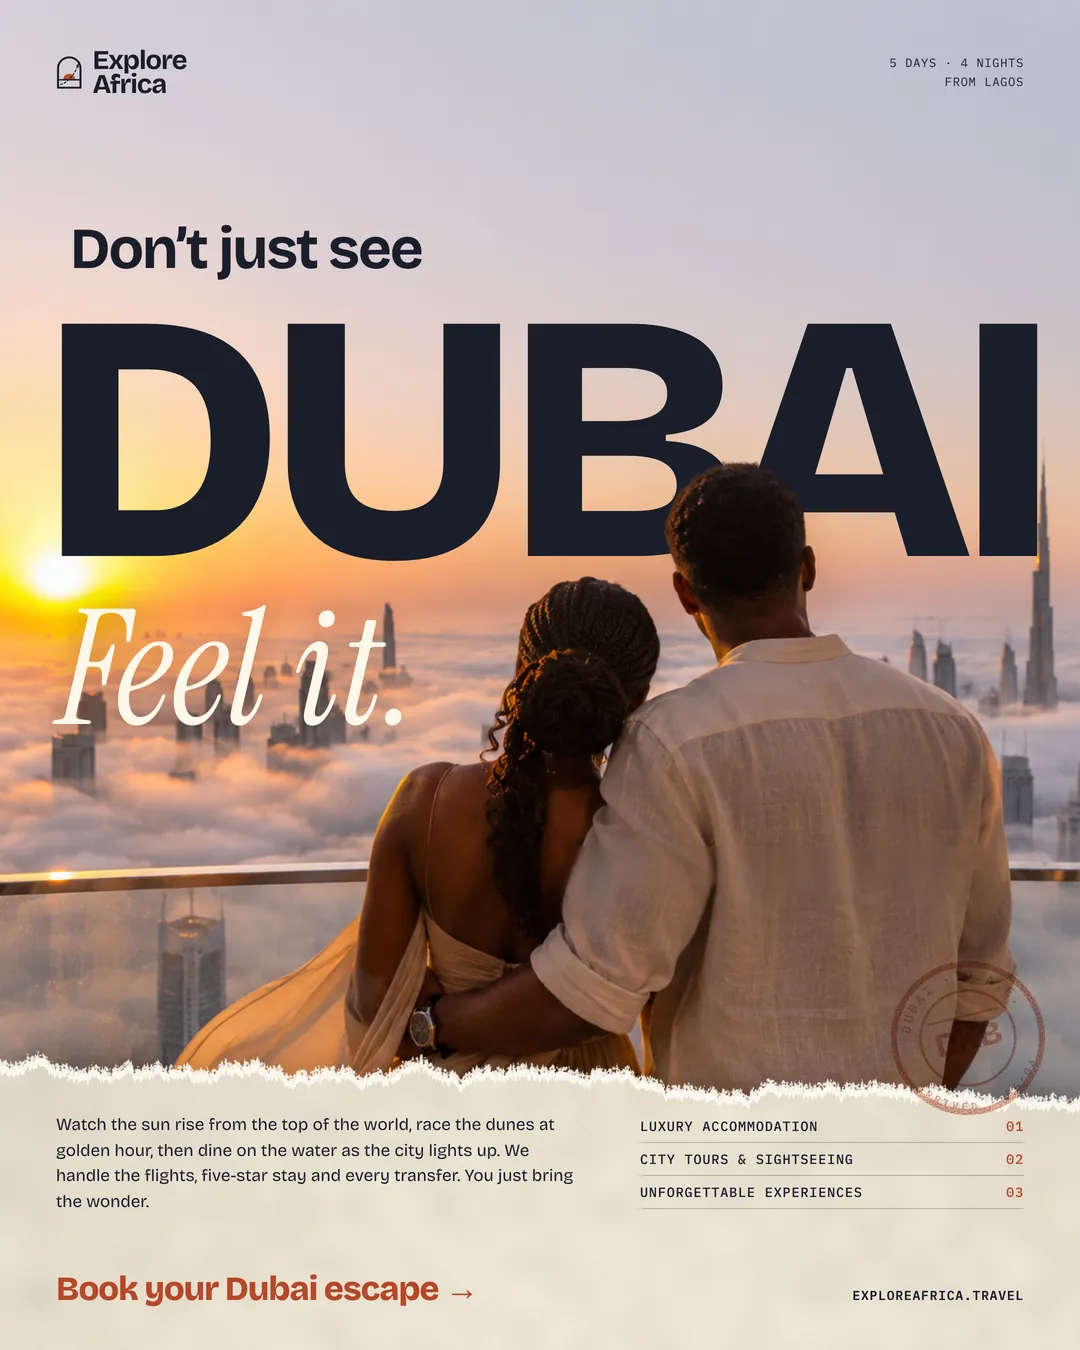 Explore
Africa
5 DAYS · 4 NIGHTS
FROM LAGOS
Don't just see
DUBAI
Feel it.
DUBAI
Watch the sun rise from the top of the world, race the dunes at
golden hour, then dine on the water as the city lights up. We
handle the flights, five-star stay and every transfer. You just bring
the wonder.
LUXURY ACCOMMODATION 01
CITY TOURS & SIGHTSEEING 02
UNFORGETTABLE EXPERIENCES 03
Book your Dubai escape →
EXPLOREAFRICA.TRAVEL